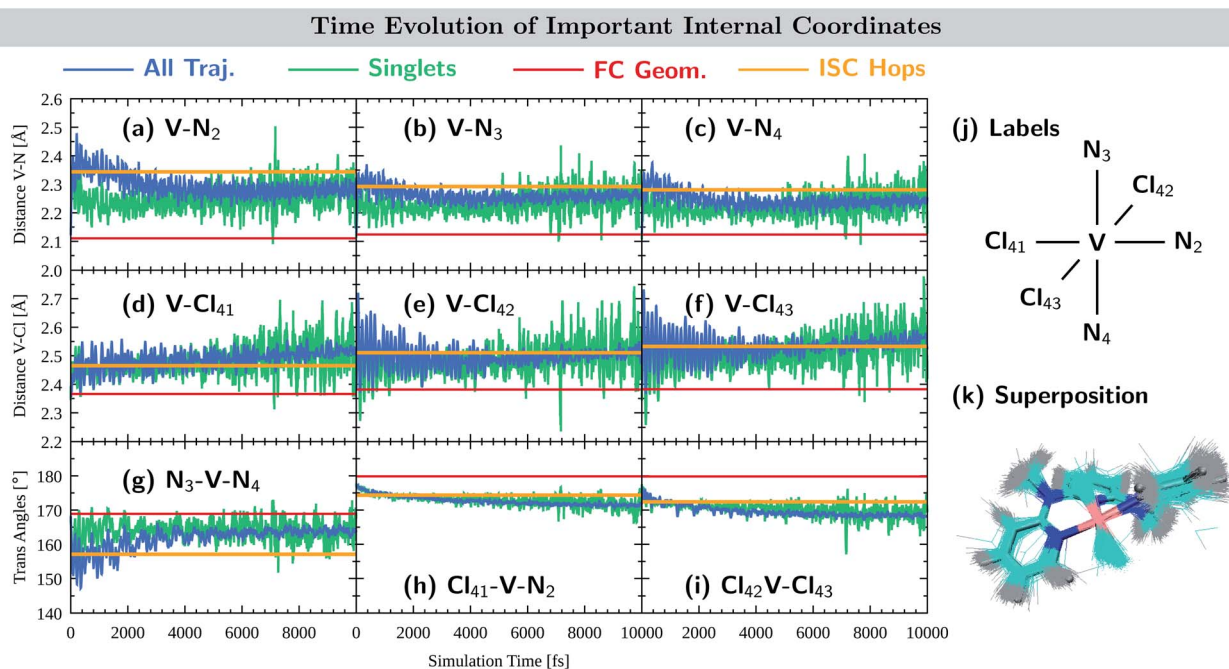 Time Evolution of Important Internal Coordinates
All Traj. Singlets FC Geom. ISC Hops
Distance V-N [Å]
2.6
2.5
2.4
2.3
2.2
2.1
2.0
(a) V-N₂
(b) V-N₃
(c) V-N₄
Distance V-Cl [Å]
2.7
2.6
2.5
2.4
2.3
2.2
(d) V-Cl₄₁
(e) V-Cl₄₂
(f) V-Cl₄₃
Trans Angles [°]
180
170
160
150
140
(g) N₃-V-N₄
(h) Cl₄₁-V-N₂
(i) Cl₄₂V-Cl₄₃
0 2000 4000 6000 8000 0 2000 4000 6000 8000 10000 2000 4000 6000 8000 10000
Simulation Time [fs]
(j) Labels
N₃
Cl₄₂
Cl₄₁ V N₂
Cl₄₃
N₄
(k) Superposition